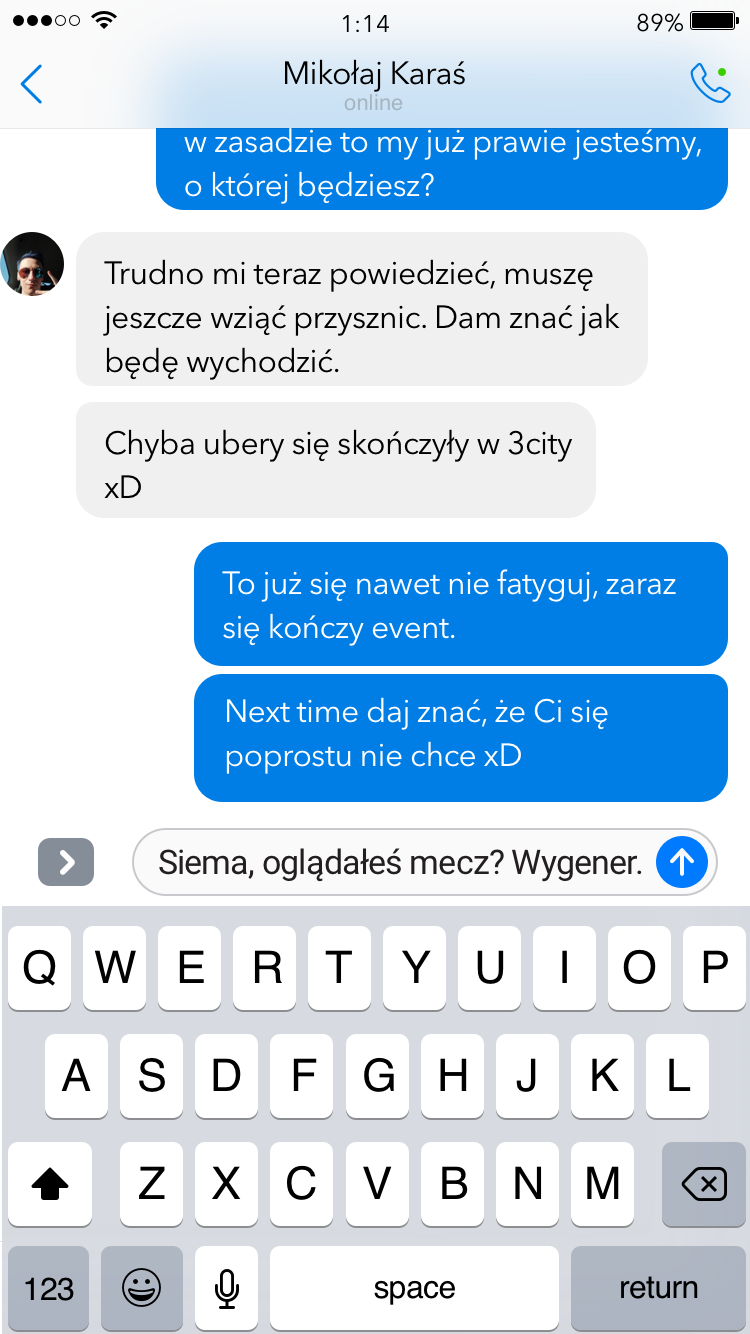 1:14
89%
Mikołaj Karaś
online
w zasadzie to my już prawie jesteśmy,
o której będziesz?
Trudno mi teraz powiedzieć, muszę
jeszcze wziąć przysznic. Dam znać jak
będę wychodzić.
Chyba ubery się skończyły w 3city
xD
To już się nawet nie fatyguj, zaraz
się kończy event.
Next time daj znać, że Ci się
poprostu nie chce xD
Siema, oglądałeś mecz? Wygener.
Q W E R T Y U I O P
A S D F G H J K L
Z X C V B N M
123 space return